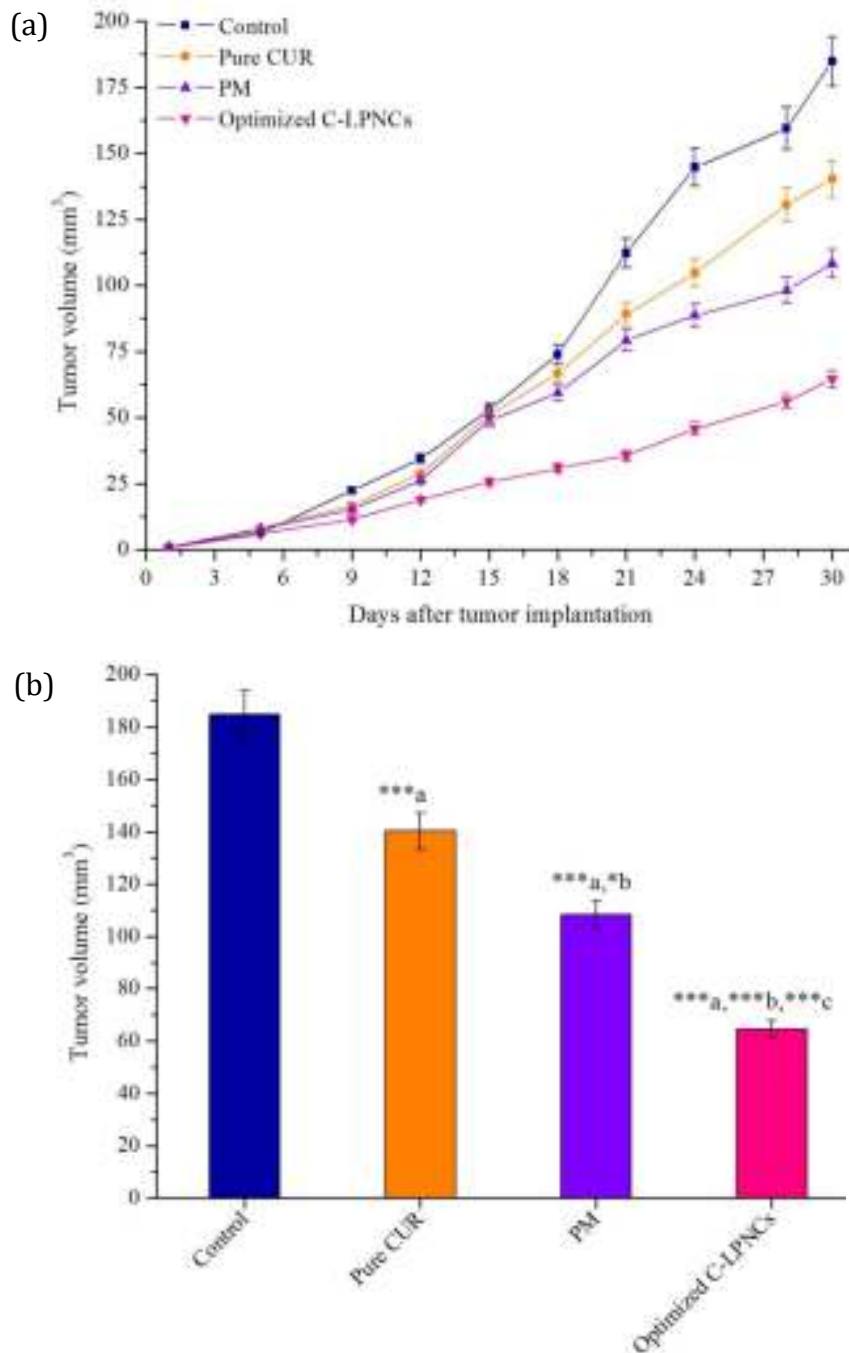 (a)
200
175
150
125
100
75
50
25
0
Tumor volume (mm³)
Control
Pure CUR
PM
Optimized C-LPNCs
0 3 6 9 12 15 18 21 24 27 30
Days after tumor implantation
(b)
200
180
160
140
120
100
80
60
40
20
0
Tumor volume (mm³)
***a
***a,*b
***a,***b,***c
Control
Pure CUR
PM
Optimized C-LPNCs